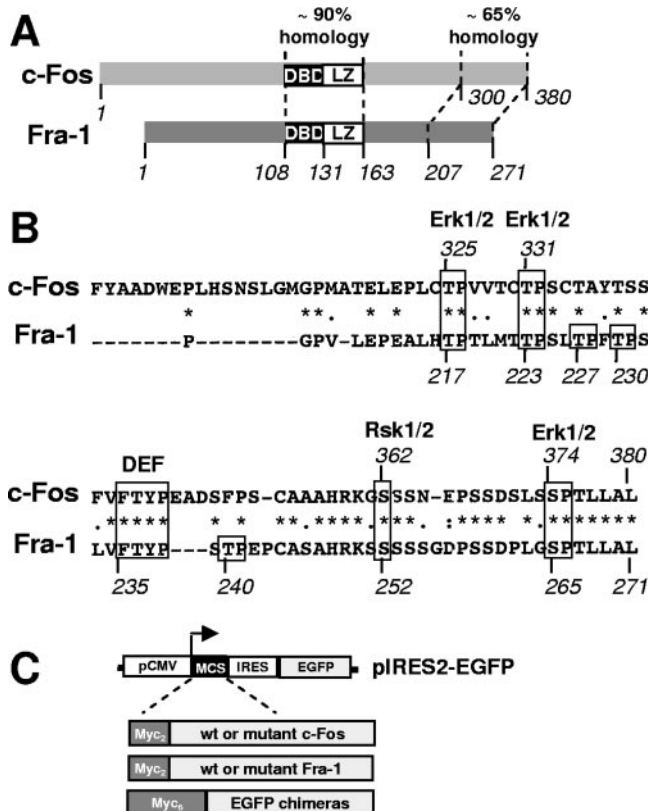 A
~ 90%
homology
~ 65%
homology
c-Fos
DBD LZ
1
300
380
Fra-1
DBD LZ
1
108
131
163
207
271
B
Erk1/2 Erk1/2
325 331
c-Fos FYAADWEPLHSNSLGMGPMATELEPLCTPVVTCTPSCTAYTSS
* **. * * * ** .. * *** * . * *
Fra-1 -------P--------GPV-LEPEALHTPTLMTTPSLTPFTPS
217 223 227 230
Rsk1/2 Erk1/2
DEF 362 374 380
c-Fos FVFTYPEADSFPS-CAAAHRKGSSSNEPSSDSLSSPTLLAL
Fra-1 LVFTYP---STPEPCASAHRKSSSSSGDPSSDPLGSPTLLAL
235 240 252 265 271
C
pCMV MCS IRES EGFP pIRES2-EGFP
Myc2 wt or mutant c-Fos
Myc2 wt or mutant Fra-1
Myc6 EGFP chimeras